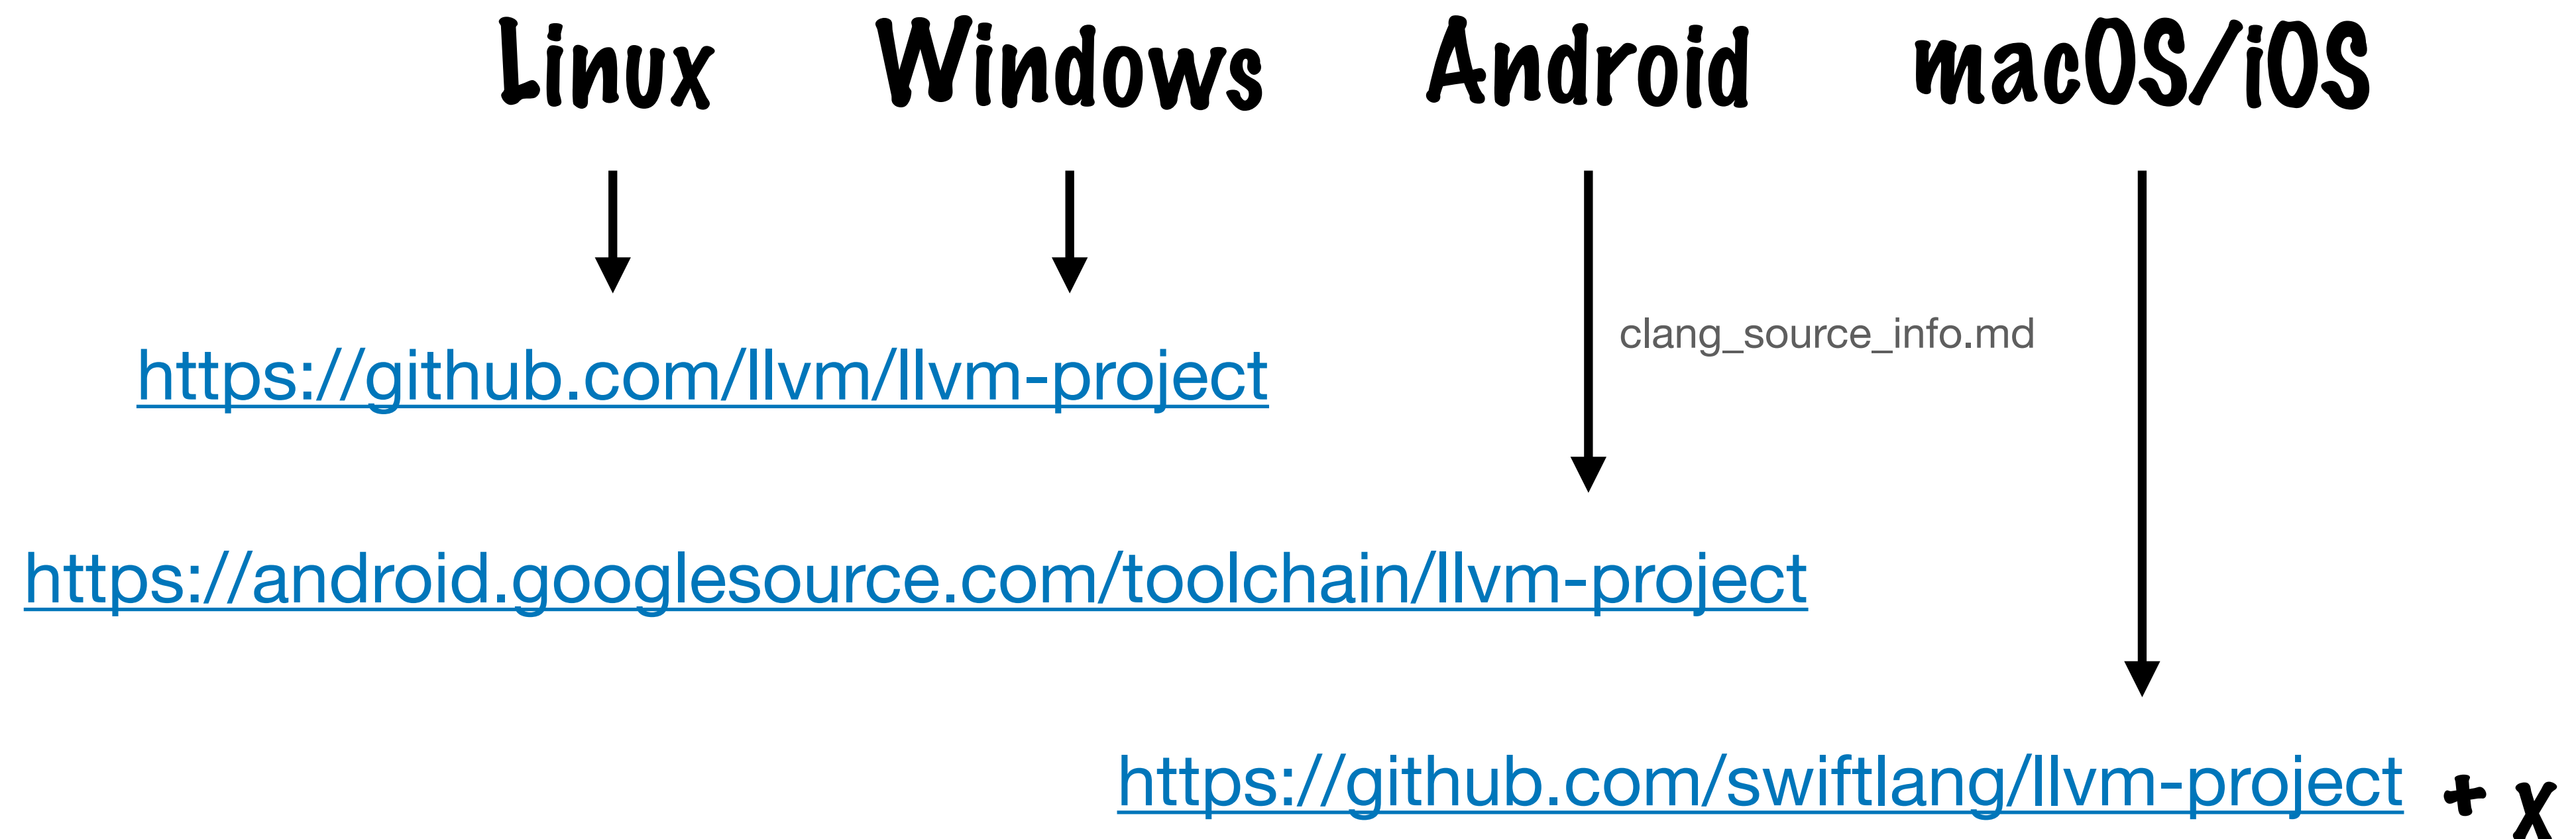 Linux Windows Android macOS/iOS
clang_source_info.md
https://github.com/llvm/llvm-project
https://android.googlesource.com/toolchain/llvm-project
https://github.com/swiftlang/llvm-project + x